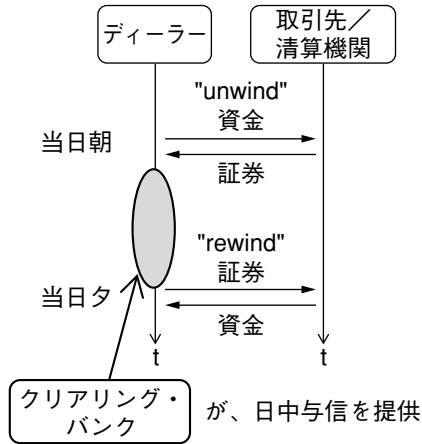 ディーラー
取引先／
清算機関
"unwind"
資金
当日朝
証券
"rewind"
証券
当日夕
資金
t
t
クリアリング・
バンク
が、日中与信を提供